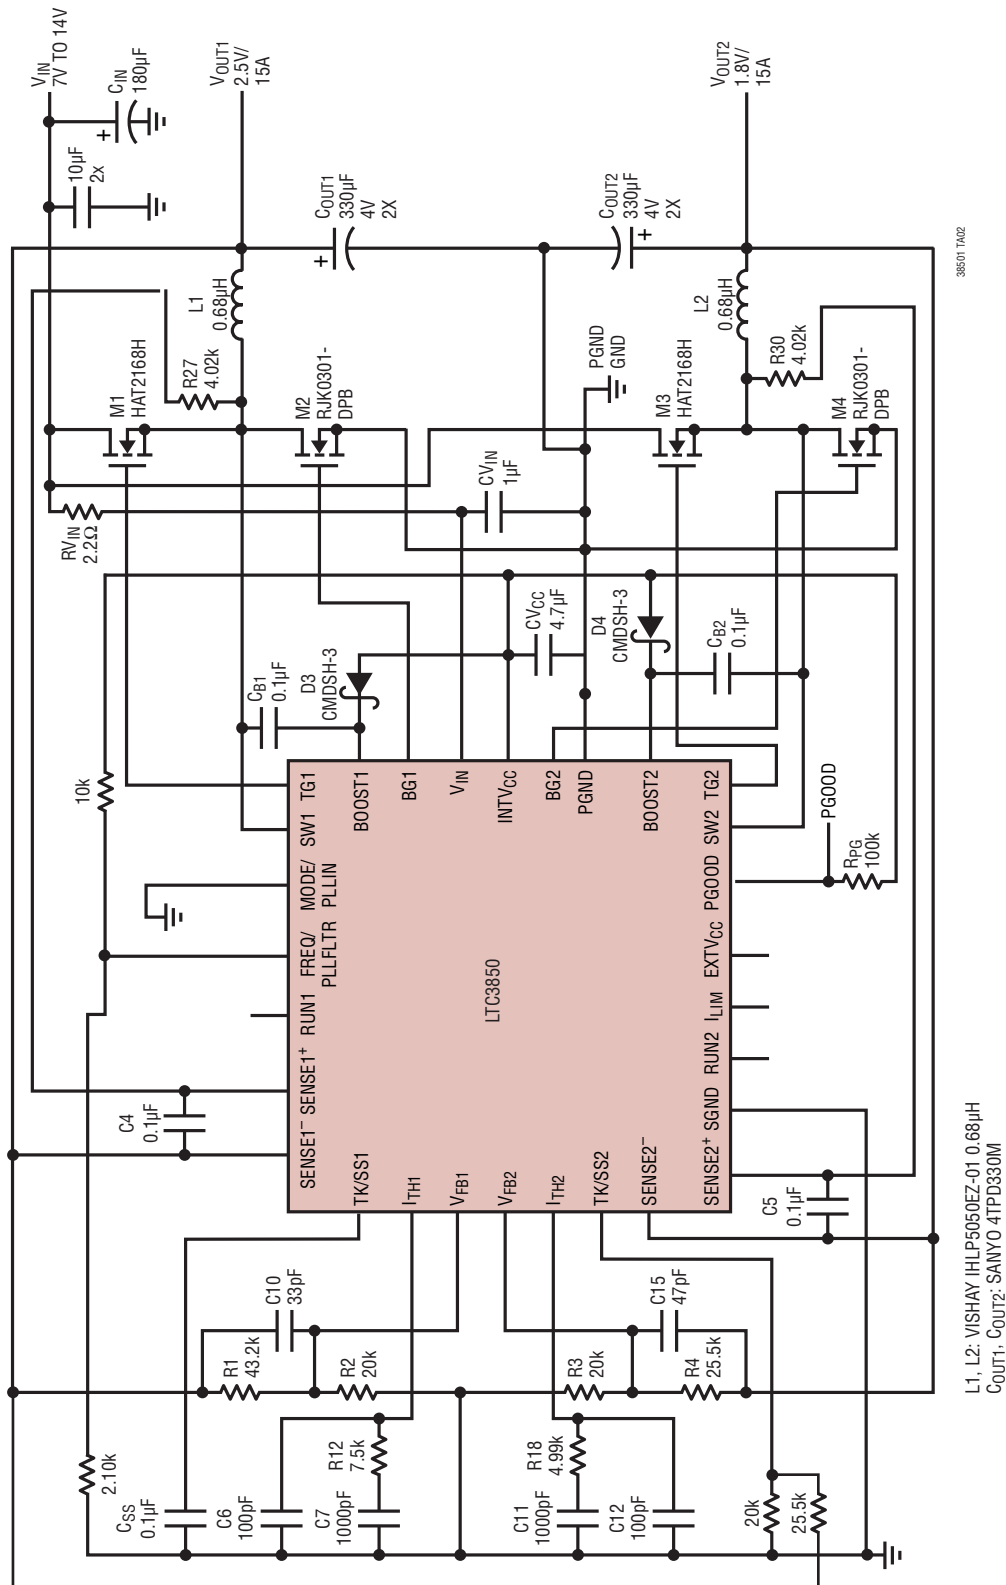 VIN
7V TO 14V
CIN
180µF
+
10µF
2x
VOUT1
2.5V/
15A
COUT1
330µF
4V
2X
+
COUT2
330µF
4V
2X
+
VOUT2
1.8V/
15A
38501 TA02
L1
0.68µH
L2
0.68µH
M1
HAT2168H
R27
4.02k
M2
RJK0301-
DPB
PGND
GND
M3
HAT2168H
R30
4.02k
M4
RJK0301-
DPB
RVIN
2.2Ω
CVIN
1µF
CB1
0.1µF
D3
CMDSH-3
CVCC
4.7µF
D4
CMDSH-3
CB2
0.1µF
10k
TG1
SW1
MODE/
PLLIN
FREQ/
PLLFLTR
RUN1
SENSE1+
SENSE1–
BOOST1
BG1
VIN
INTVCC
BG2
PGND
BOOST2
TG2
SW2
PGOOD
EXTVCC
ILIM
RUN2
SGND
SENSE2+
LTC3850
PGOOD
RPG
100k
C4
0.1µF
TK/SS1
ITH1
VFB1
VFB2
ITH2
TK/SS2
SENSE2–
C5
0.1µF
C10
33pF
R1
43.2k
R2
20k
R3
20k
C15
47pF
R4
25.5k
2.10k
CSS
0.1µF
C6
100pF
R12
7.5k
C7
1000pF
R18
4.99k
C11
1000pF
C12
100pF
20k
25.5k
L1, L2: VISHAY IHLP5050EZ-01 0.68µH
COUT1, COUT2: SANYO 4TPD330M